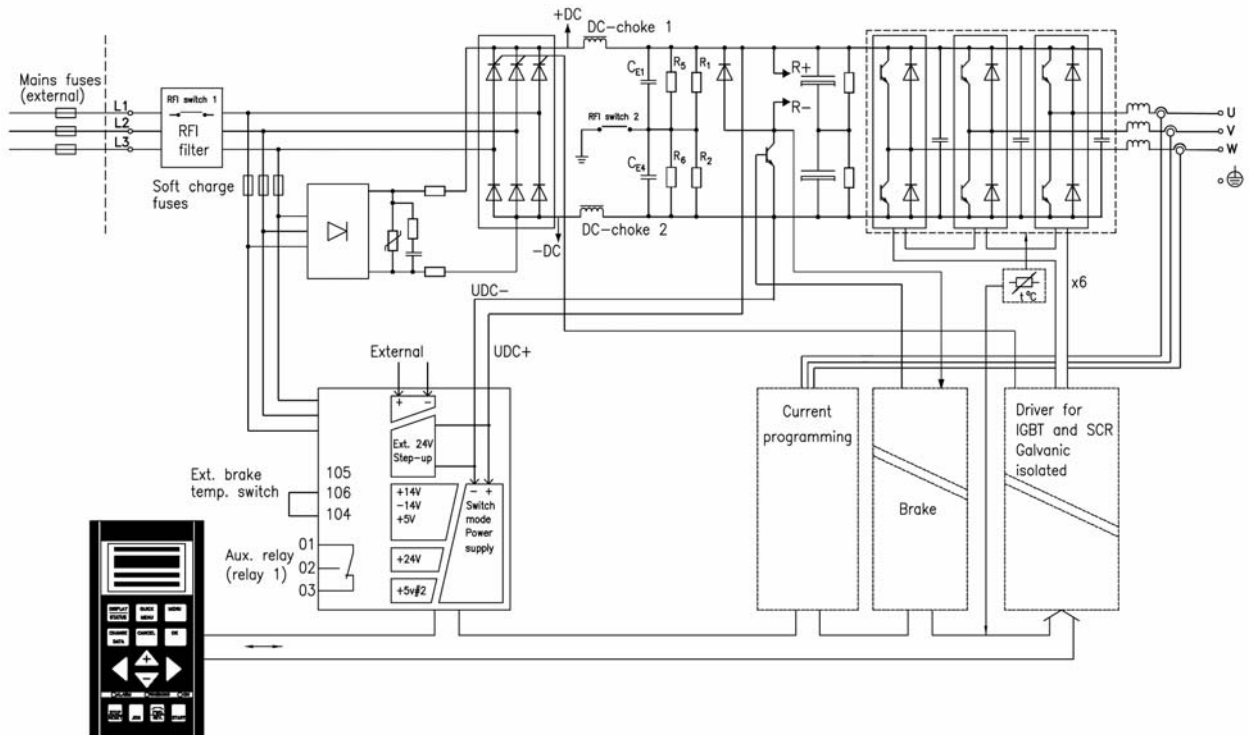 +DC
DC-choke 1
Mains fuses
(external)
L1
L2
L3
RFI switch 1
RFI
filter
Soft charge
fuses
CE1
R5
R1
RFI switch 2
CE4
R6
R2
R+
R-
U
V
W
DC-choke 2
-DC
t°C
x6
UDC-
UDC+
External
+ -
Ext. 24V
Step-up
105
106
104
Ext. brake
temp. switch
+14V
-14V
+5V
- +
Switch
mode
Power
supply
01
02
03
Aux. relay
(relay 1)
+24V
+5v#2
Current
programming
Brake
Driver for
IGBT and SCR
Galvanic
isolated
DISPLAY
STATUS
QUICK
MENU
MENU
CHANGE
DATA
CANCEL
OK
+
-
JOG
START